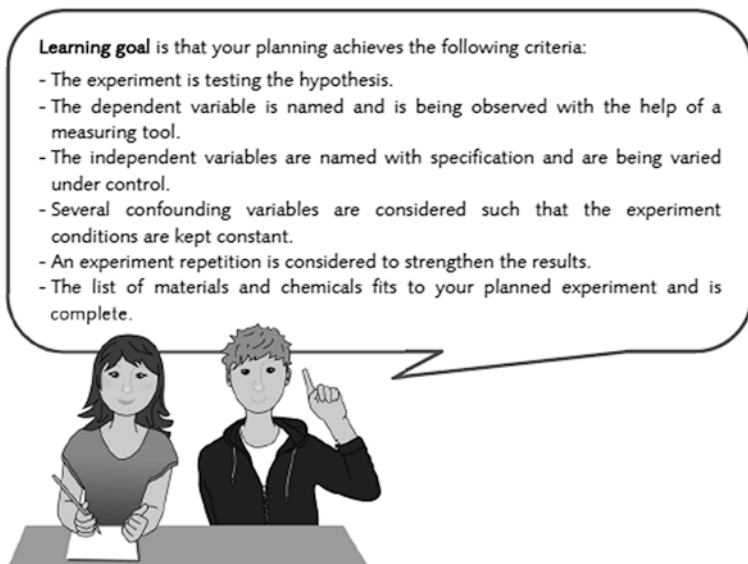 Learning goal is that your planning achieves the following criteria:
- The experiment is testing the hypothesis.
- The dependent variable is named and is being observed with the help of a
measuring tool.
- The independent variables are named with specification and are being varied
under control.
- Several confounding variables are considered such that the experiment
conditions are kept constant.
- An experiment repetition is considered to strengthen the results.
- The list of materials and chemicals fits to your planned experiment and is
complete.